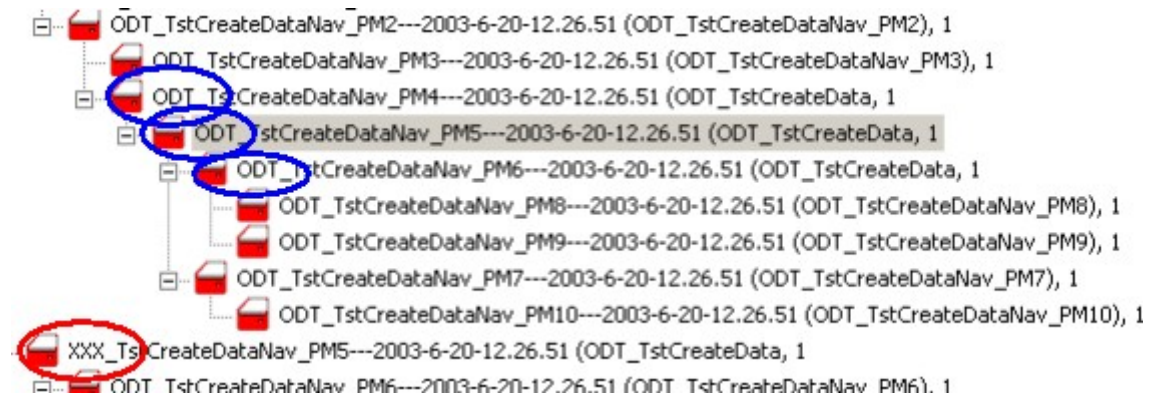 ODT_TstCreateDataNav_PM2---2003-6-20-12.26.51 (ODT_TstCreateDataNav_PM2), 1
ODT_TstCreateDataNav_PM3---2003-6-20-12.26.51 (ODT_TstCreateDataNav_PM3), 1
ODT_TstCreateDataNav_PM4---2003-6-20-12.26.51 (ODT_TstCreateData, 1
ODT_TstCreateDataNav_PM5---2003-6-20-12.26.51 (ODT_TstCreateData, 1
ODT_TstCreateDataNav_PM6---2003-6-20-12.26.51 (ODT_TstCreateData, 1
ODT_TstCreateDataNav_PM8---2003-6-20-12.26.51 (ODT_TstCreateDataNav_PM8), 1
ODT_TstCreateDataNav_PM9---2003-6-20-12.26.51 (ODT_TstCreateDataNav_PM9), 1
ODT_TstCreateDataNav_PM7---2003-6-20-12.26.51 (ODT_TstCreateDataNav_PM7), 1
ODT_TstCreateDataNav_PM10---2003-6-20-12.26.51 (ODT_TstCreateDataNav_PM10), 1
XXX_TstCreateDataNav_PM5---2003-6-20-12.26.51 (ODT_TstCreateData, 1
ODT_TstCreateDataNav_PM6---2003-6-20-12.26.51 (ODT_TstCreateDataNav_PM6), 1